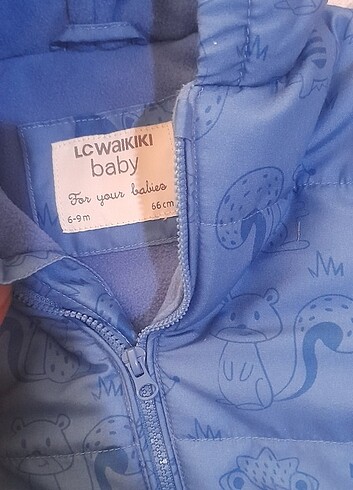 LC WAIKIKI
baby
For your babies
6-9 m 66 cm